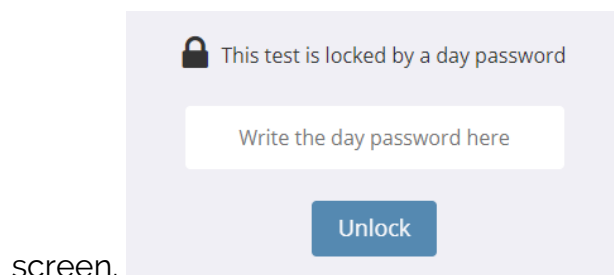 This test is locked by a day password
Write the day password here
Unlock
screen.